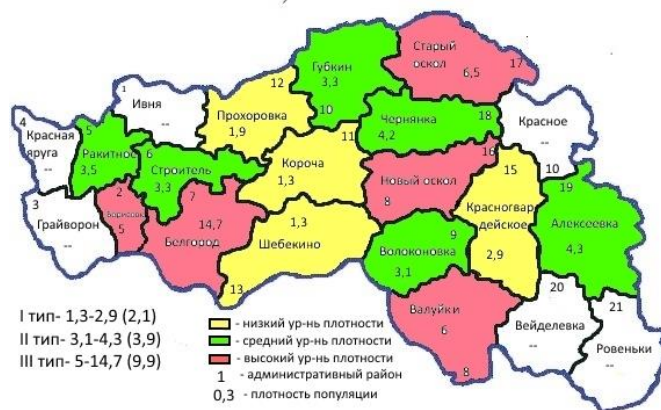 Старый
оскол
17
6,5
Губкин
3,3
12
10
1
Ивня
--
Прохоровка
1,9
11
Чернянка
4,2
18
Красное
--
10
4
Красная
яруга
--
5
Ракитное
3,5
6
Строитель
3,3
Короча
1,3
16
Новый оскол
8
15
Красногвар
дейское
2,9
19
Алексеевка
4,3
3
Грайворон
--
2
Борисовка
5
7
14,7
Белгород
1,3
Шебекино
13
9
Волоконовка
3,1
Валуйки
6
8
20
Вейделевка
--
21
Ровеньки
--
I тип- 1,3-2,9 (2,1)
II тип- 3,1-4,3 (3,9)
III тип- 5-14,7 (9,9)
- низкий ур-нь плотности
- средний ур-нь плотности
- высокий ур-нь плотности
1 - административный район
0,3 - плотность популяции